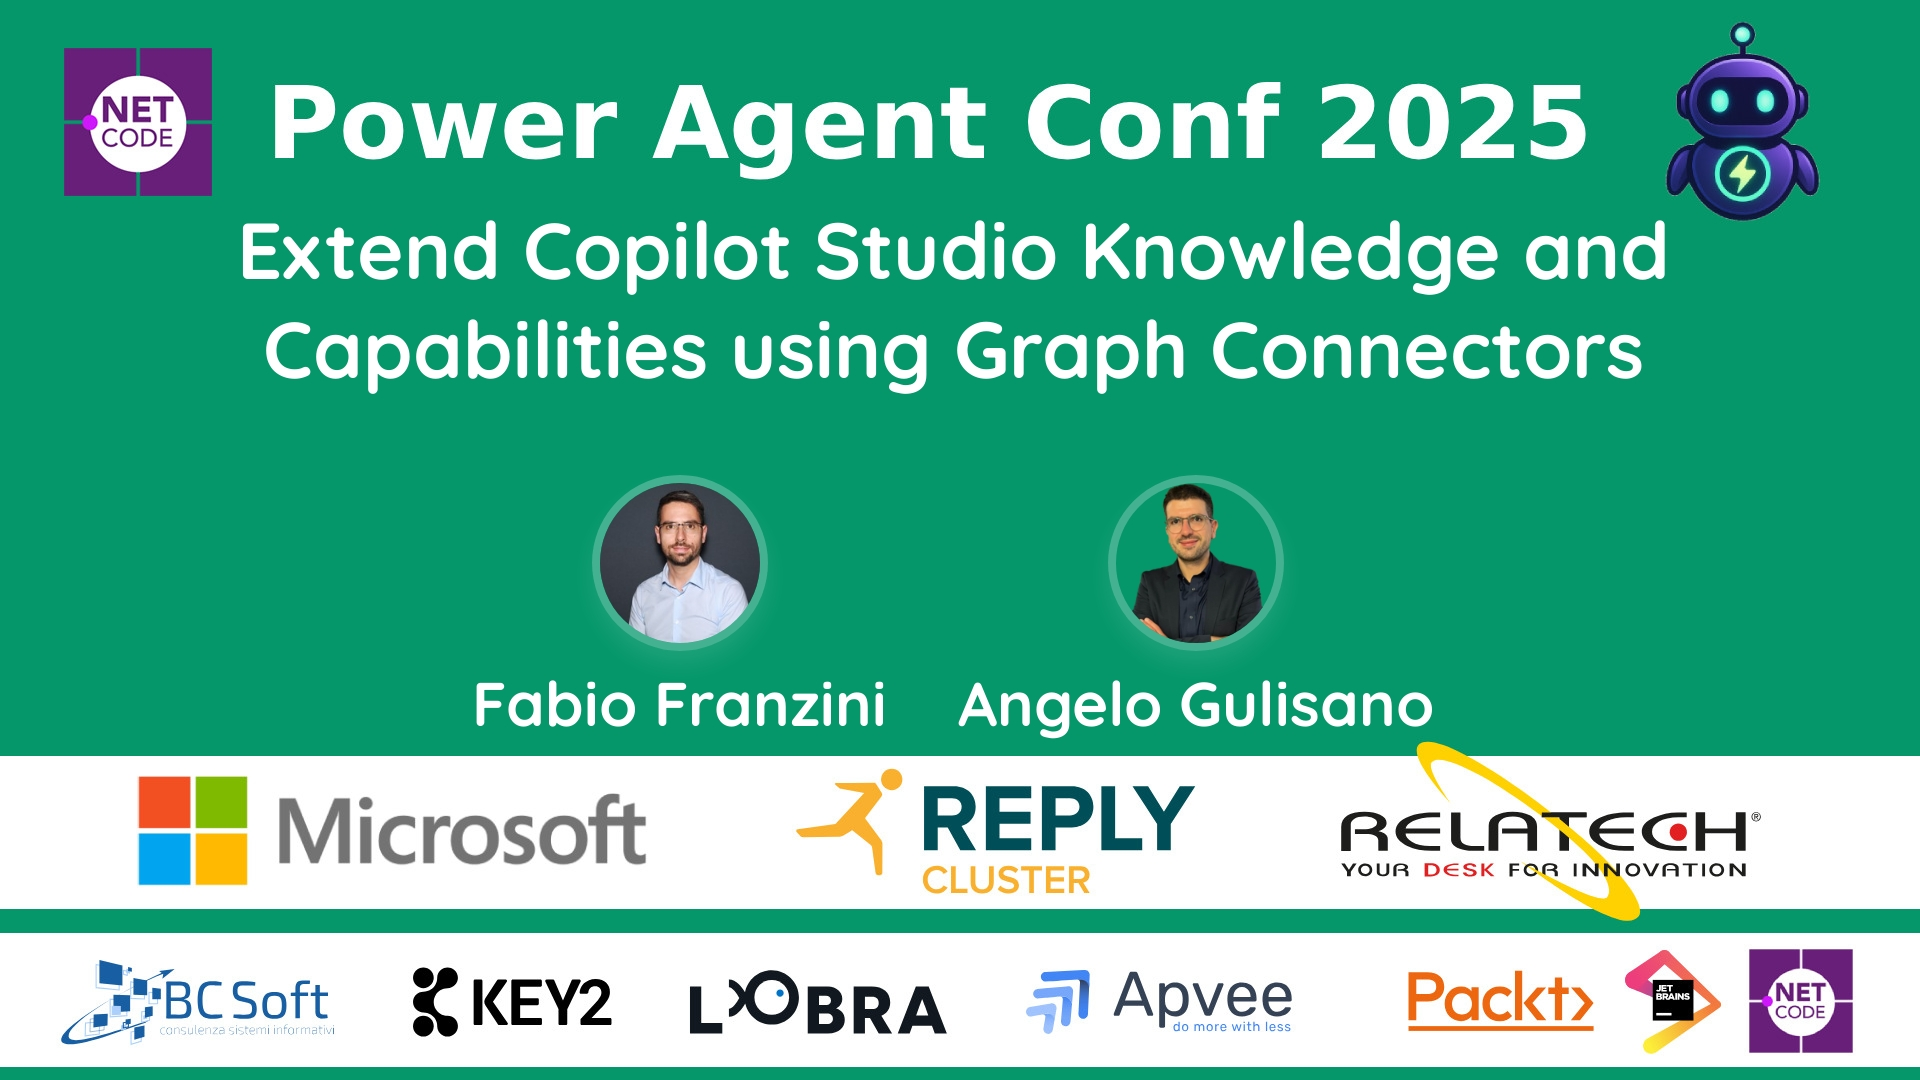 NET
CODE
Power Agent Conf 2025
Extend Copilot Studio Knowledge and
Capabilities using Graph Connectors
Fabio Franzini
Angelo Gulisano
Microsoft
REPLY
CLUSTER
RELATECH®
YOUR DESK FOR INNOVATION
BC Soft
consulenza sistemi informativi
KEY2
LOBRA
Apvee
do more with less
Packt>
JET
BRAINS
NET
CODE